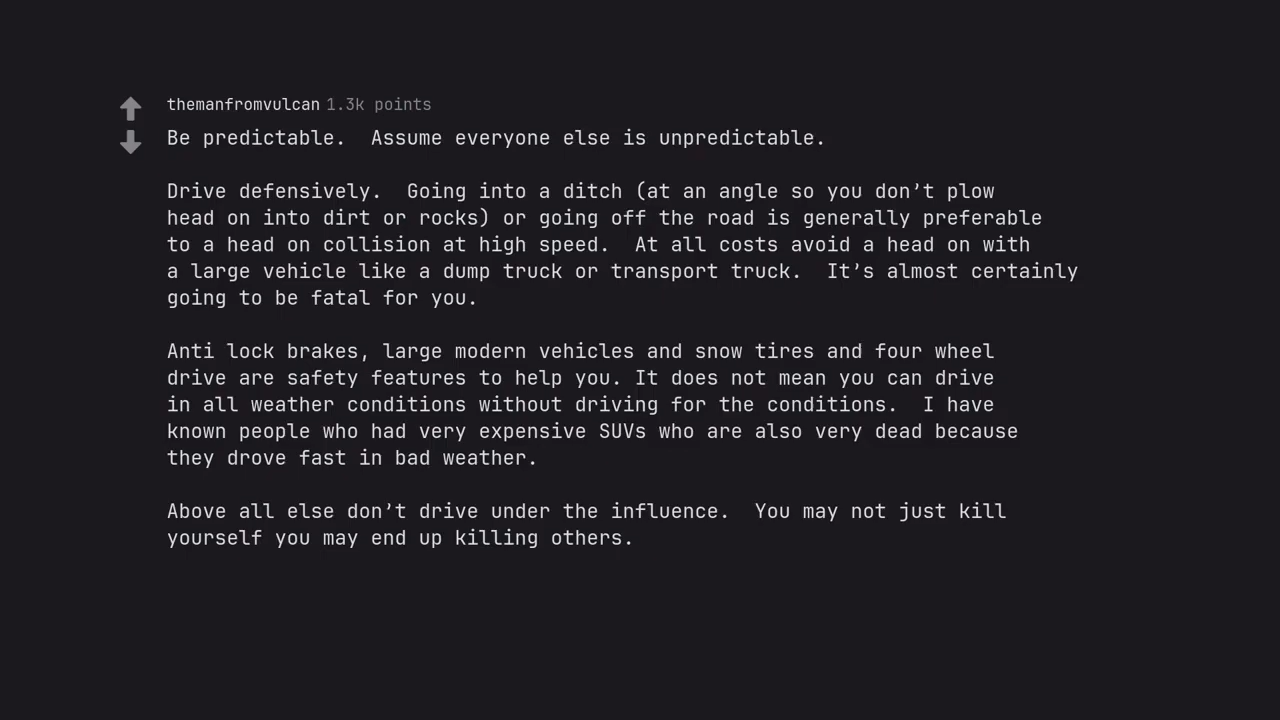 themanfromvulcan 1.3k points
Be predictable.  Assume everyone else is unpredictable.
Drive defensively.  Going into a ditch (at an angle so you don’t plow
head on into dirt or rocks) or going off the road is generally preferable
to a head on collision at high speed.  At all costs avoid a head on with
a large vehicle like a dump truck or transport truck.  It’s almost certainly
going to be fatal for you.
Anti lock brakes, large modern vehicles and snow tires and four wheel
drive are safety features to help you. It does not mean you can drive
in all weather conditions without driving for the conditions.  I have
known people who had very expensive SUVs who are also very dead because
they drove fast in bad weather.
Above all else don’t drive under the influence.  You may not just kill
yourself you may end up killing others.